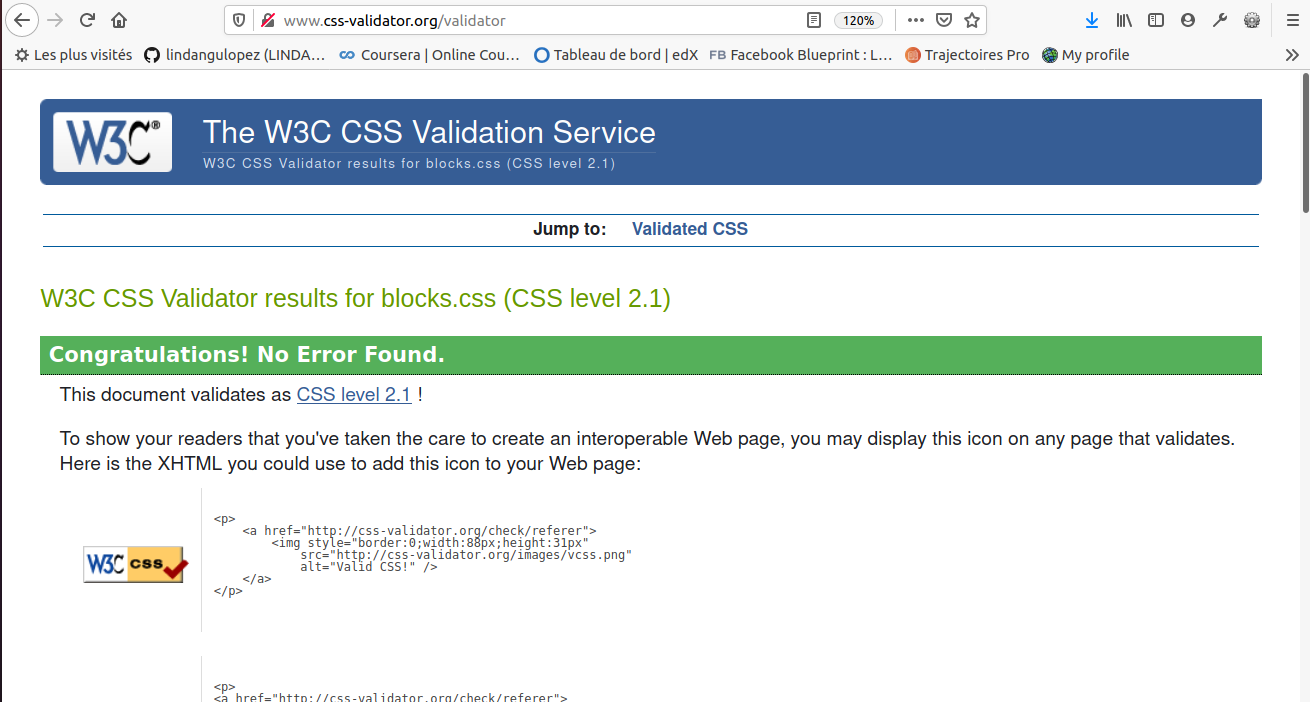 www.css-validator.org/validator
120%
Les plus visités
lindangulopez (LINDA…
Coursera | Online Cou…
Tableau de bord | edX
FB Facebook Blueprint : L…
Trajectoires Pro
My profile
W3C®
The W3C CSS Validation Service
W3C CSS Validator results for blocks.css (CSS level 2.1)
Jump to: Validated CSS
W3C CSS Validator results for blocks.css (CSS level 2.1)
Congratulations! No Error Found.
This document validates as CSS level 2.1 !
To show your readers that you've taken the care to create an interoperable Web page, you may display this icon on any page that validates.
Here is the XHTML you could use to add this icon to your Web page:
W3C css
<p>
<a href="http://css-validator.org/check/referer">
<img style="border:0;width:88px;height:31px"
src="http://css-validator.org/images/vcss.png"
alt="Valid CSS!" />
</a>
</p>
<p>
<a href="http://css-validator.org/check/referer">